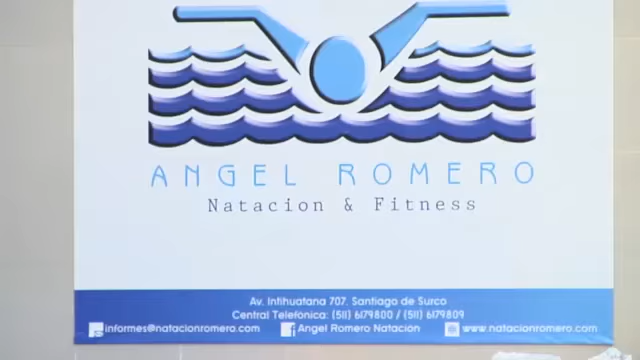 ANGEL ROMERO
Natacion & Fitness
Av. Intihuatana 707. Santiago de Surco
Central Telefónica: (511) 6179800 / (511) 6179809
informes@natacionromero.com Angel Romero Natación www.natacionromero.com